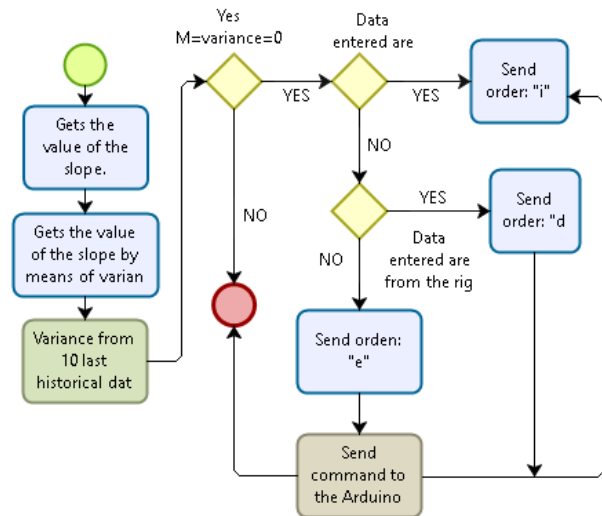 Yes
M=variance=0
Data
entered are
Send
order: "i"
YES
YES
Gets the
value of the
slope.
NO
Gets the value
of the slope by
means of varian
NO
YES
Send
order: "d
Data
entered are
from the rig
NO
Variance from
10 last
historical dat
Send orden:
"e"
Send
command to
the Arduino